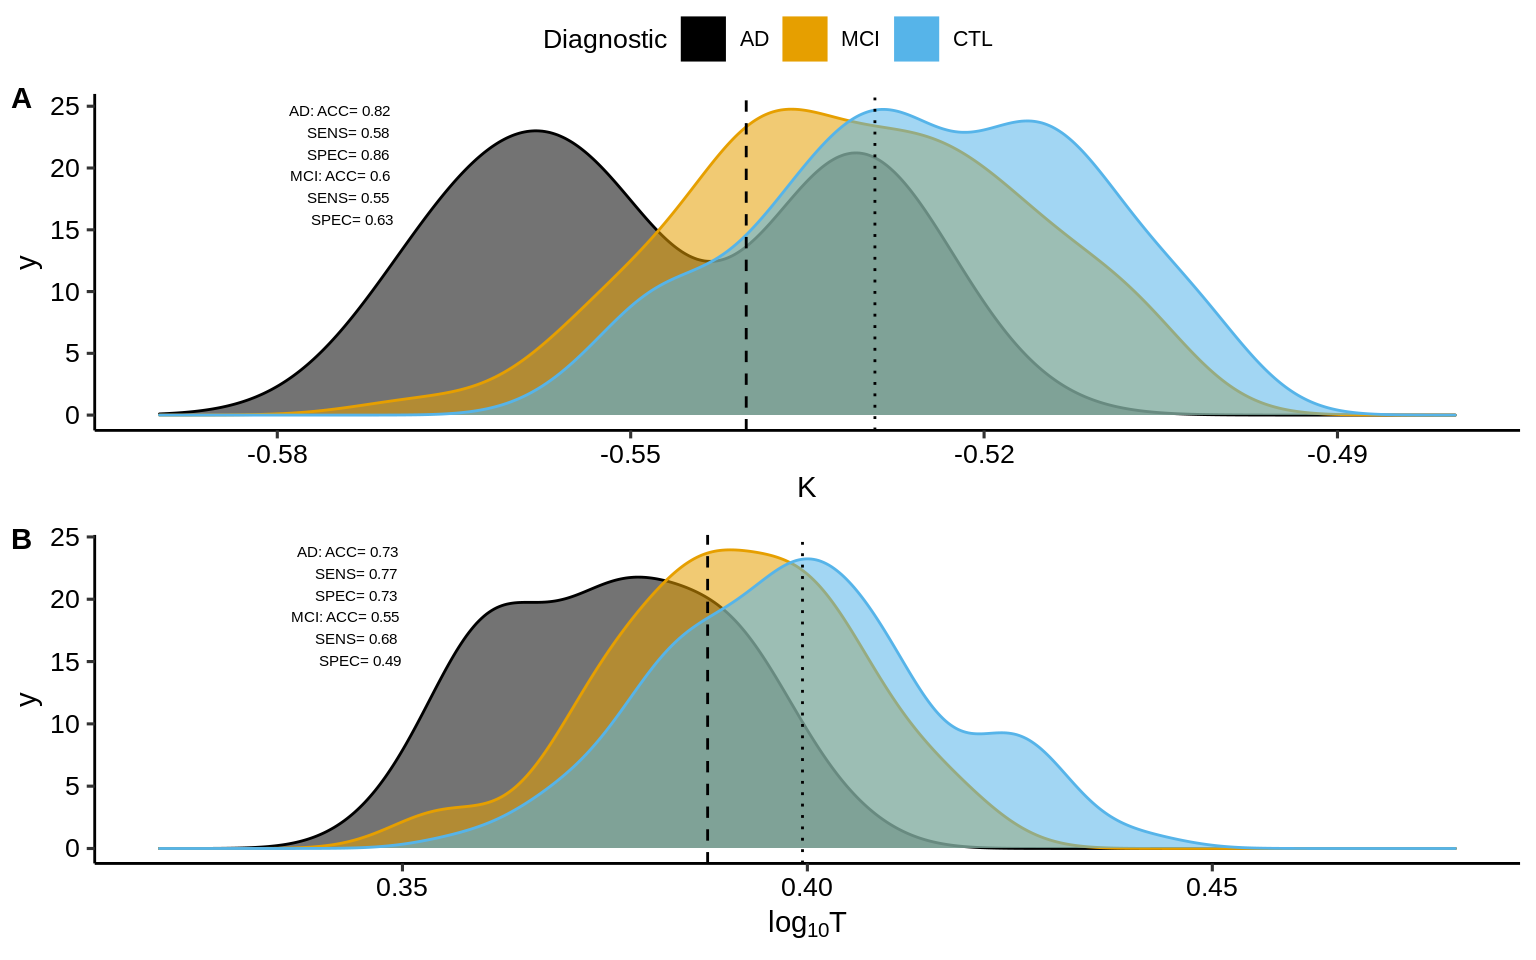 Diagnostic AD MCI CTL
A
25
20
15
10
5
0
y
AD: ACC= 0.82
SENS= 0.58
SPEC= 0.86
MCI: ACC= 0.6
SENS= 0.55
SPEC= 0.63
-0.58 -0.55 -0.52 -0.49
K
B
25
20
15
10
5
0
y
AD: ACC= 0.73
SENS= 0.77
SPEC= 0.73
MCI: ACC= 0.55
SENS= 0.68
SPEC= 0.49
0.35 0.40 0.45
log10T